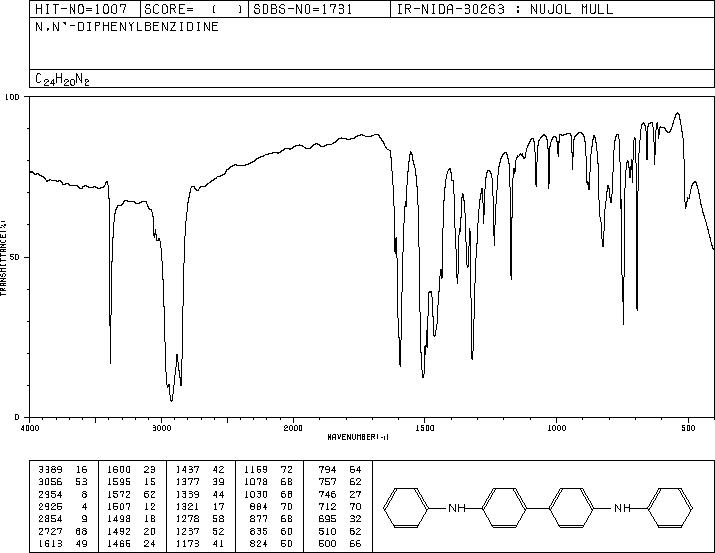 HIT-NO=1007 SCORE= ( ) SDBS-NO=1731 IR-NIDA-30263 : NUJOL MULL
N,N'-DIPHENYLBENZIDINE
C24H20N2
100
50
0
TRANSMITTANCE(%)
4000 3000 2000 1500 1000 500
WAVENUMBER(-1)
3389 16 1600 29 1437 42 1169 72 794 64
3056 53 1595 15 1377 39 1078 68 757 62
2954 8 1572 62 1339 44 1030 68 746 27
2925 4 1507 12 1321 17 884 70 712 70
2854 9 1498 18 1278 58 877 68 695 32
2727 68 1492 20 1237 52 835 60 510 62
1613 49 1466 24 1173 41 824 50 500 66
NH NH